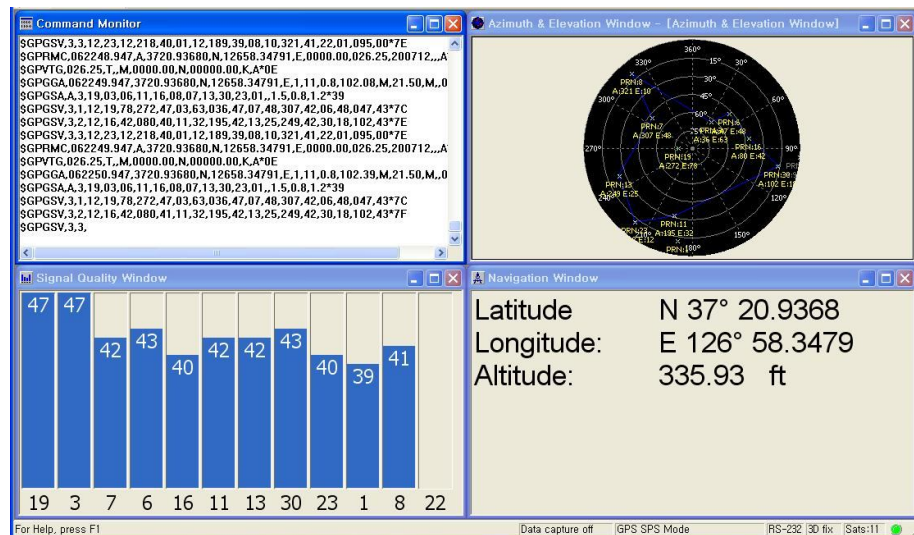 Command Monitor
$GPGSV,3,3,12,23,12,218,40,01,12,189,39,08,10,321,41,22,01,095,00*7E
$GPRMC,062248.947,A,3720.93680,N,12658.34791,E,0000.00,026.25,200712,,,A
$GPVTG,026.25,T,,M,0000.00,N,00000.00,K,A*0E
$GPGGA,062249.947,3720.93680,N,12658.34791,E,1,11,0.8,102.08,M,21.50,M,,0
$GPGSA,A,3,19,03,06,11,16,08,07,13,30,23,01,,1.5,0.8,1.2*39
$GPGSV,3,1,12,19,78,272,47,03,63,036,47,07,48,307,42,06,48,047,43*7C
$GPGSV,3,2,12,16,42,080,40,11,32,195,42,13,25,249,42,30,18,102,43*7E
$GPGSV,3,3,12,23,12,218,40,01,12,189,39,08,10,321,41,22,01,095,00*7E
$GPRMC,062249.947,A,3720.93680,N,12658.34791,E,0000.00,026.25,200712,,,A
$GPVTG,026.25,T,,M,0000.00,N,00000.00,K,A*0E
$GPGGA,062250.947,3720.93680,N,12658.34791,E,1,11,0.8,102.39,M,21.50,M,,0
$GPGSA,A,3,19,03,06,11,16,08,07,13,30,23,01,,1.5,0.8,1.2*39
$GPGSV,3,1,12,19,78,272,47,03,63,036,47,07,48,307,42,06,48,047,43*7C
$GPGSV,3,2,12,16,42,080,41,11,32,195,42,13,25,249,42,30,18,102,43*7F
$GPGSV,3,3,
Azimuth & Elevation Window - [Azimuth & Elevation Window]
360°
330°
15°
30°
PRN:8
A:321 E:10
30°
300°
45°
60°
60°
PRN:7
A:307 E:48
PRN:6
75°
A:36 E:63
PRN:16
A:80 E:42
270°
PRN:19
A:272 E:78
90°
PRN:13
A:249 E:25
PRN:30
A:102 E:18
120°
PRN:11
A:195 E:32
PRN:23
210°
E:12
150°
PRN:1
180°
Signal Quality Window
47 47 42 43 40 42 42 43 40 39 41
19 3 7 6 16 11 13 30 23 1 8 22
Navigation Window
Latitude N 37° 20.9368
Longitude: E 126° 58.3479
Altitude: 335.93 ft
For Help, press F1
Data capture off
GPS SPS Mode
RS-232
3D fix
Sats:11